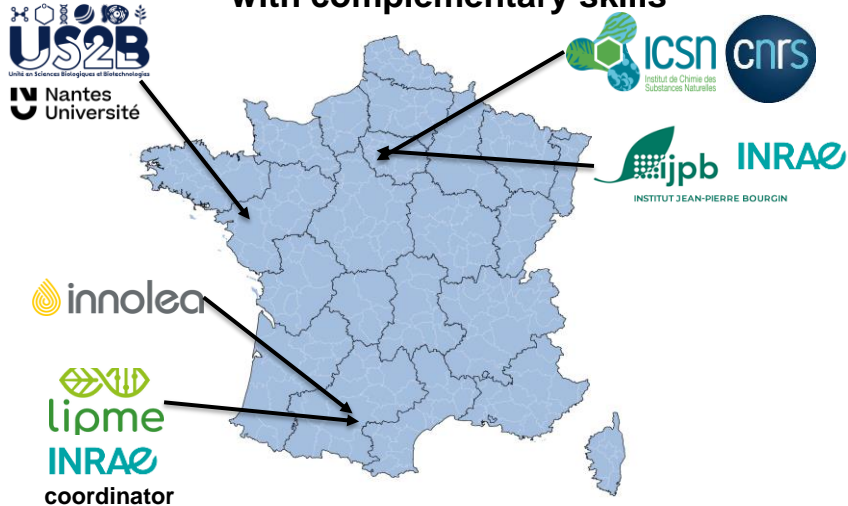 with complementary skills
US2B
Unité en Sciences Biologiques et Biotechnologies
Nantes
Université
ICSN
Institut de Chimie des
Substances Naturelles
cnrs
ijpb
INSTITUT JEAN-PIERRE BOURGIN
INRAE
innolea
lipme
INRAE
coordinator